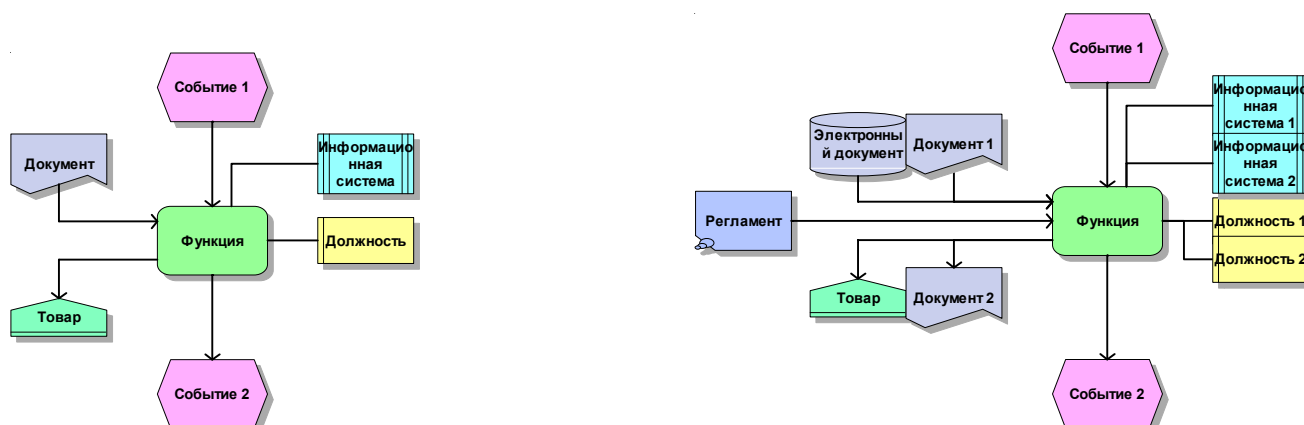 Событие 1
Документ
Информацио
нная
система
Функция
Должность
Товар
Событие 2
Событие 1
Информацио
нная
система 1
Информацио
нная
система 2
Электронны
й документ
Документ 1
Регламент
Функция
Должность 1
Должность 2
Товар
Документ 2
Событие 2